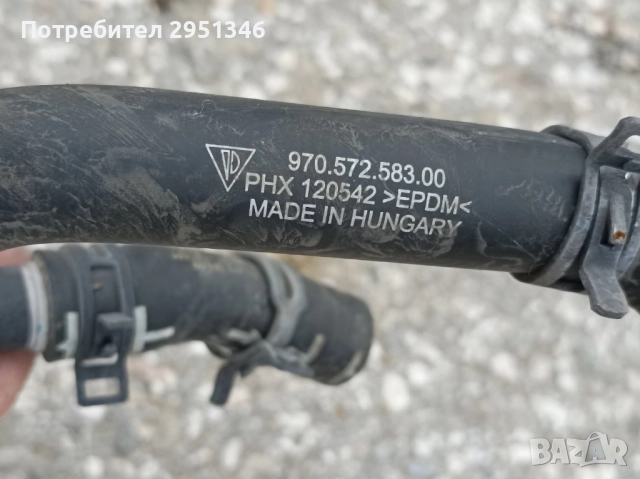 Потребител 2951346
970.572.583.00
PHX 120542 >EPDM<
MADE IN HUNGARY
BAZAR